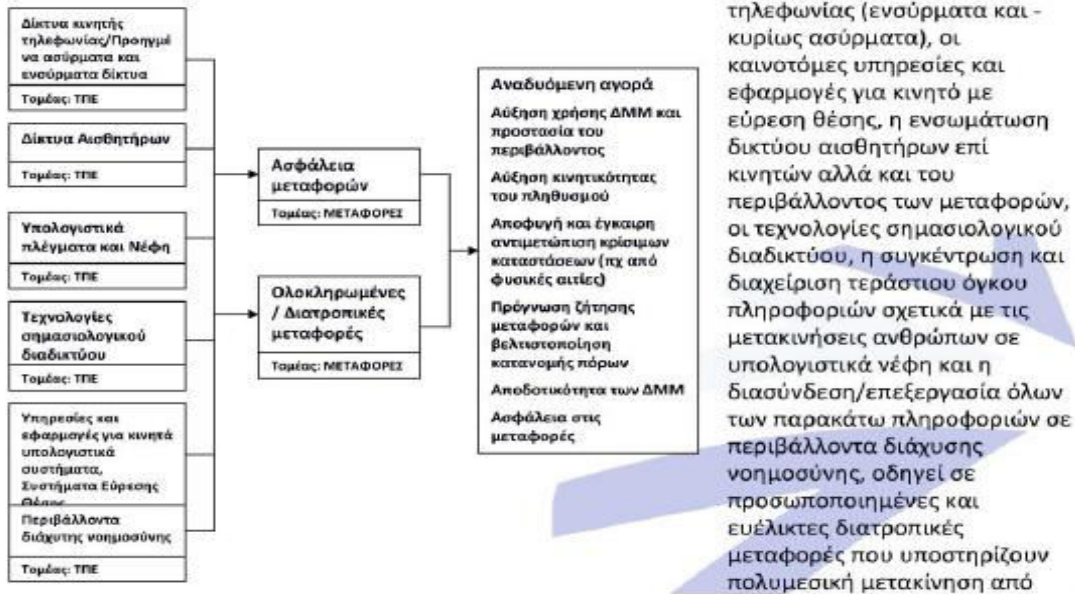 Δίκτυα κινητής
τηλεφωνίας/Προηγμέ
να ασύρματα και
ενσύρματα δίκτυα
Τομέας: ΤΠΕ
Δίκτυα Αισθητήρων
Τομέας: ΤΠΕ
Υπολογιστικά
πλέγματα και Νέφη
Τομέας: ΤΠΕ
Τεχνολογίες
σημασιολογικού
διαδικτύου
Τομέας: ΤΠΕ
Υπηρεσίες και
εφαρμογές για κινητά
υπολογιστικά
συστήματα,
Συστήματα Εύρεσης
Θέσης
Περιβάλλοντα
διάχυτης νοημοσύνης
Τομέας: ΤΠΕ
Ασφάλεια
μεταφορών
Τομέας: ΜΕΤΑΦΟΡΕΣ
Ολοκληρωμένες
/ Διατροπικές
μεταφορές
Τομέας: ΜΕΤΑΦΟΡΕΣ
Αναδυόμενη αγορά
Αύξηση χρήσης ΔΜΜ και
προστασία του
περιβάλλοντος
Αύξηση κινητικότητας
του πληθυσμού
Αποφυγή και έγκαιρη
αντιμετώπιση κρίσιμων
καταστάσεων (πχ από
φυσικές αιτίες)
Πρόγνωση ζήτησης
μεταφορών και
βελτιστοποίηση
κατανομής πόρων
Αποδοτικότητα των ΔΜΜ
Ασφάλεια στις
μεταφορές
τηλεφωνίας (ενσύρματα και -
κυρίως ασύρματα), οι
καινοτόμες υπηρεσίες και
εφαρμογές για κινητό με
εύρεση θέσης, η ενσωμάτωση
δικτύου αισθητήρων επί
κινητών αλλά και του
περιβάλλοντος των μεταφορών,
οι τεχνολογίες σημασιολογικού
διαδικτύου, η συγκέντρωση και
διαχείριση τεράστιου όγκου
πληροφοριών σχετικά με τις
μετακινήσεις ανθρώπων σε
υπολογιστικά νέφη και η
διασύνδεση/επεξεργασία όλων
των παρακάτω πληροφοριών σε
περιβάλλοντα διάχυσης
νοημοσύνης, οδηγεί σε
προσωποποιημένες και
ευέλικτες διατροπικές
μεταφορές που υποστηρίζουν
πολυμεσική μετακίνηση από